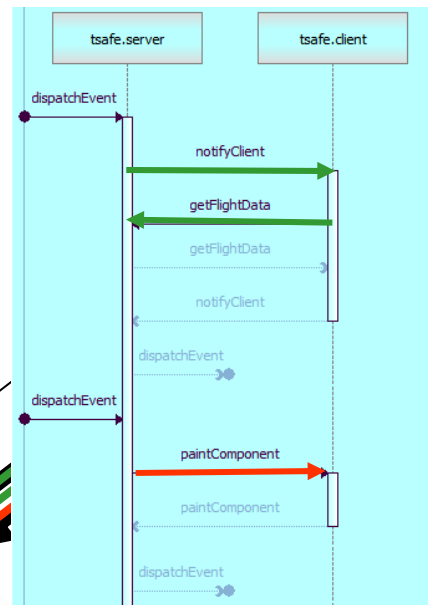 tsafe.server
tsafe.client
dispatchEvent
notifyClient
getFlightData
getFlightData
notifyClient
dispatchEvent
dispatchEvent
paintComponent
paintComponent
dispatchEvent